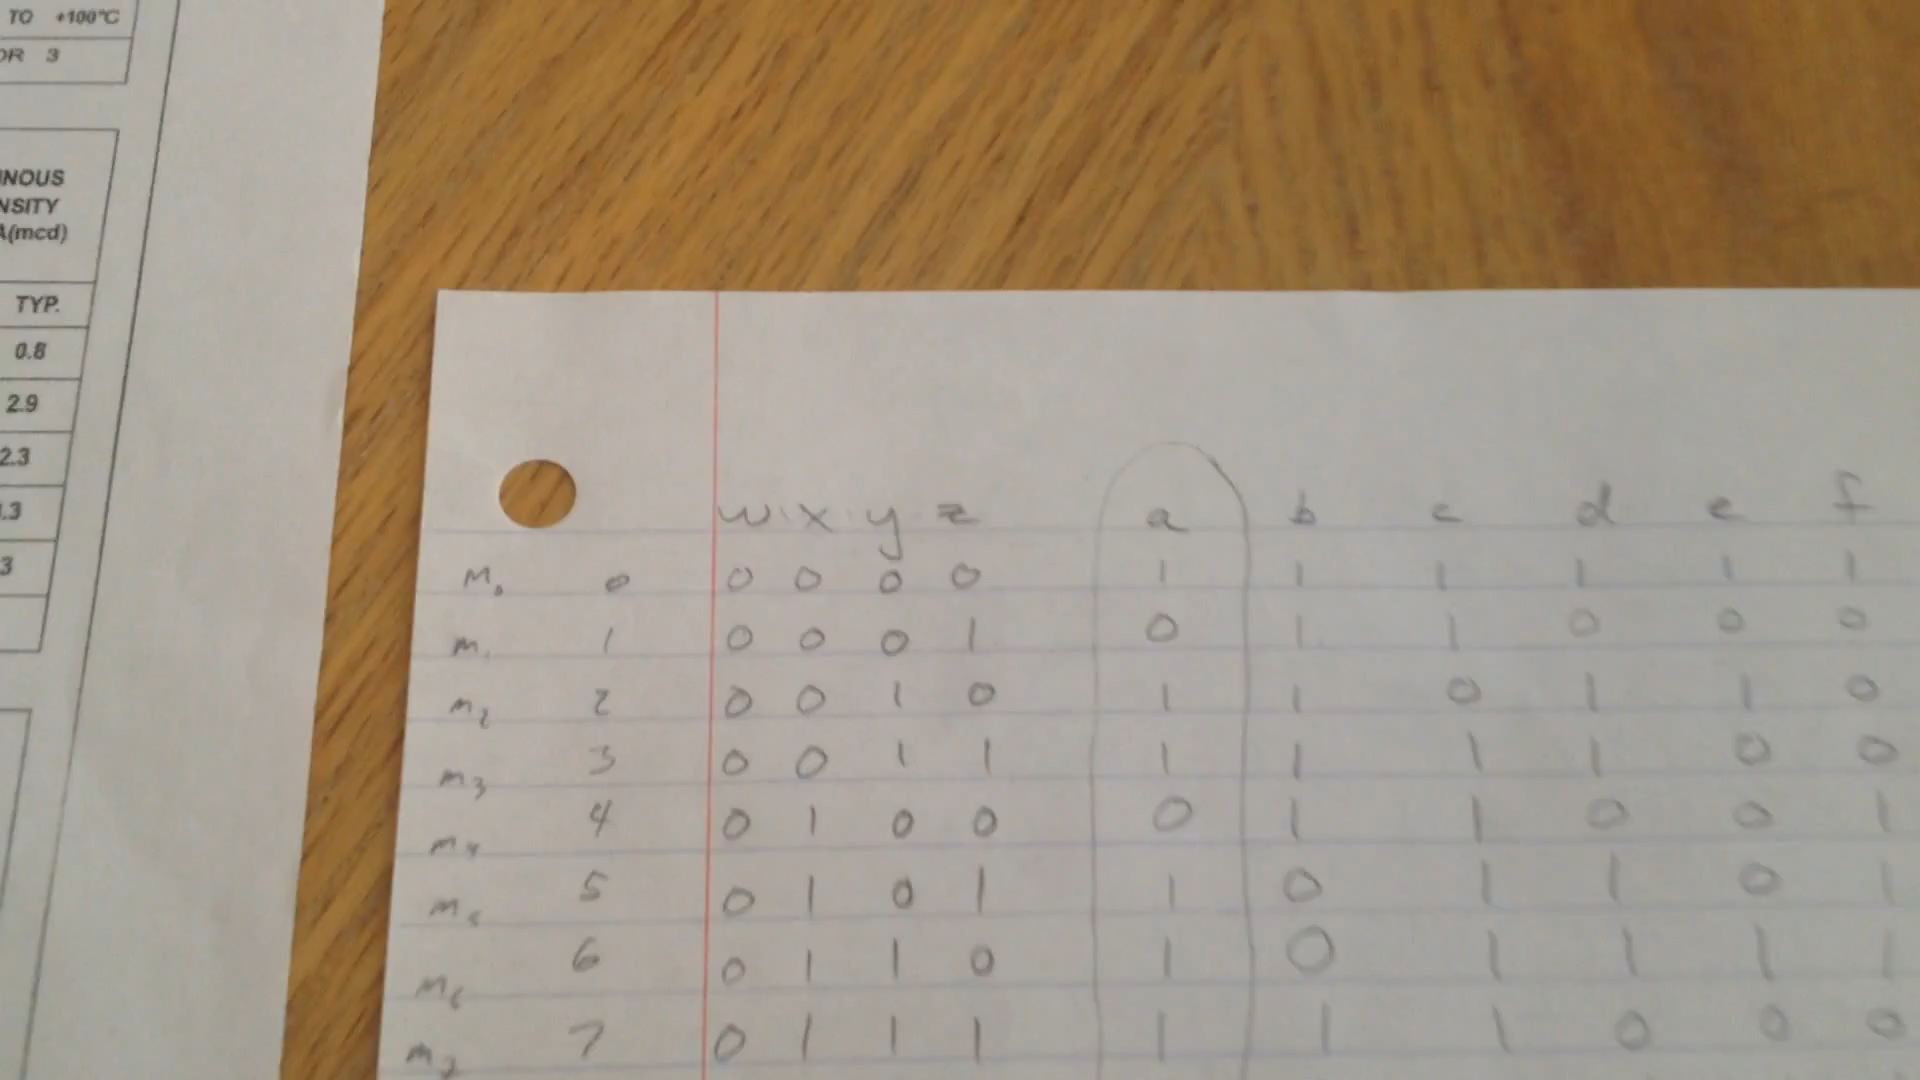 TO +100°C
OR 3
INOUS
NSITY
A(mcd)
TYP.
0.8
2.9
2.3
.3
3
w x y z a b c d e f
m0 0 0 0 0 0 1 1 1 1 1 1
m1 1 0 0 0 1 0 1 1 0 0 0
m2 2 0 0 1 0 1 1 0 1 1 0
m3 3 0 0 1 1 1 1 1 1 0 0
m4 4 0 1 0 0 0 1 1 0 0 1
m5 5 0 1 0 1 1 0 1 1 0 1
m6 6 0 1 1 0 1 0 1 1 1 1
m7 7 0 1 1 1 1 1 1 0 0 0